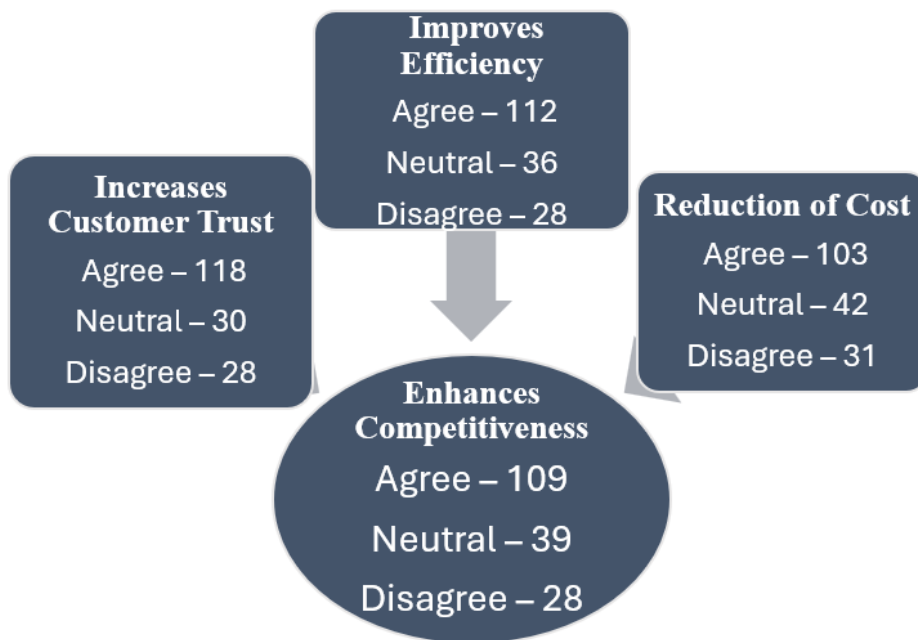 Improves
Efficiency
Agree – 112
Neutral – 36
Disagree – 28
Increases
Customer Trust
Agree – 118
Neutral – 30
Disagree – 28
Reduction of Cost
Agree – 103
Neutral – 42
Disagree – 31
Enhances
Competitiveness
Agree – 109
Neutral – 39
Disagree – 28